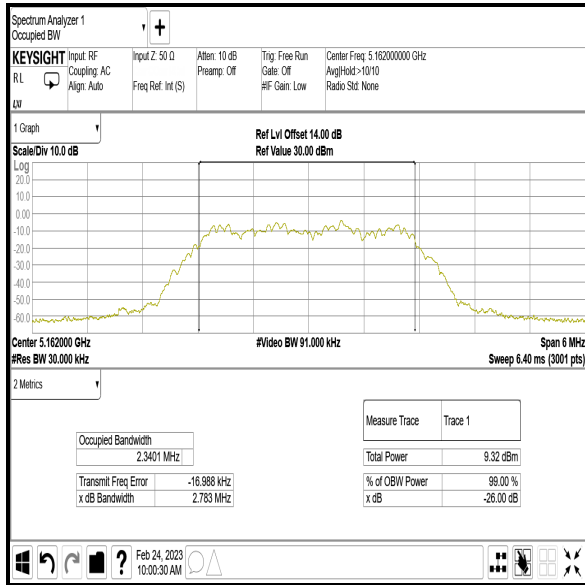 Spectrum Analyzer 1
Occupied BW
KEYSIGHT
RL
LXI
Input: RF
Coupling: AC
Align: Auto
Input Z: 50 Ω
Freq Ref: Int (S)
Atten: 10 dB
Preamp: Off
Trig: Free Run
Gate: Off
#IF Gain: Low
Center Freq: 5.162000000 GHz
Avg|Hold:>10/10
Radio Std: None
1 Graph
Scale/Div 10.0 dB
Ref Lvl Offset 14.00 dB
Ref Value 30.00 dBm
Log
20.0
10.0
0.00
-10.0
-20.0
-30.0
-40.0
-50.0
-60.0
Center 5.162000 GHz
#Video BW 91.000 kHz
Span 6 MHz
#Res BW 30.000 kHz
Sweep 6.40 ms (3001 pts)
2 Metrics
Occupied Bandwidth
2.3401 MHz
Transmit Freq Error -16.988 kHz
x dB Bandwidth 2.783 MHz
Measure Trace Trace 1
Total Power 9.32 dBm
% of OBW Power 99.00 %
x dB -26.00 dB
?
Feb 24, 2023
10:00:30 AM